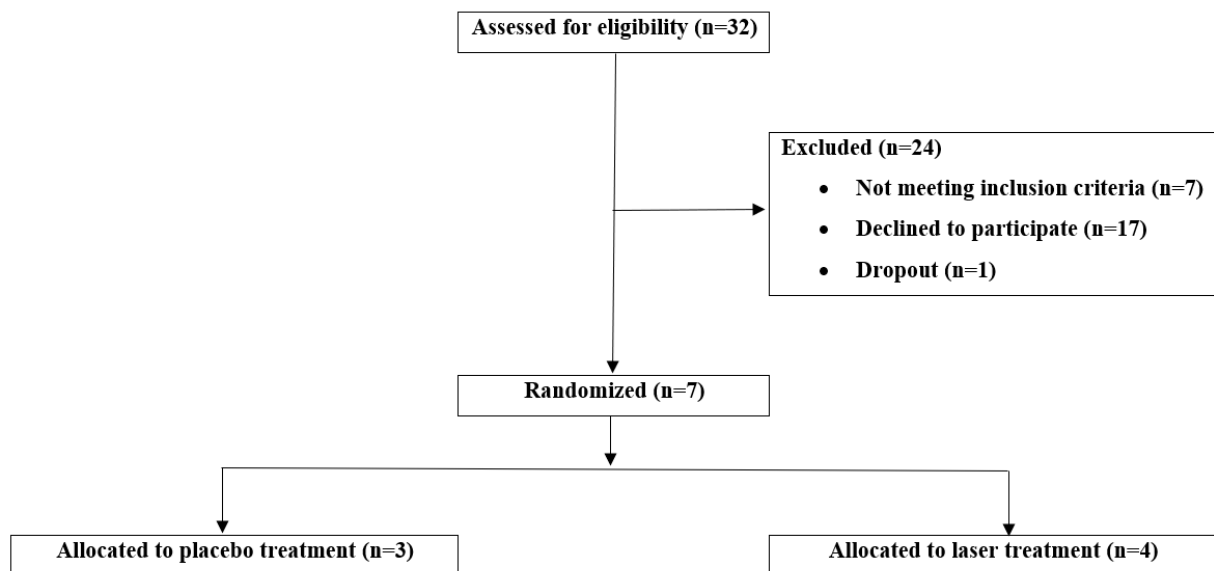 Assessed for eligibility (n=32)
Excluded (n=24)
• Not meeting inclusion criteria (n=7)
• Declined to participate (n=17)
• Dropout (n=1)
Randomized (n=7)
Allocated to placebo treatment (n=3)
Allocated to laser treatment (n=4)